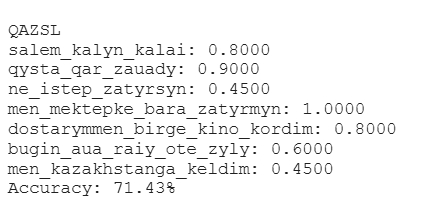 QAZSL
salem_kalyn_kalai: 0.8000
qysta_qar_zauady: 0.9000
ne_istep_zatyrsyn: 0.4500
men_mektepke_bara_zatyrmyn: 1.0000
dostarymmen_birge_kino_kordim: 0.8000
bugin_aua_raiy_ote_zyly: 0.6000
men_kazakhstanga_keldim: 0.4500
Accuracy: 71.43%